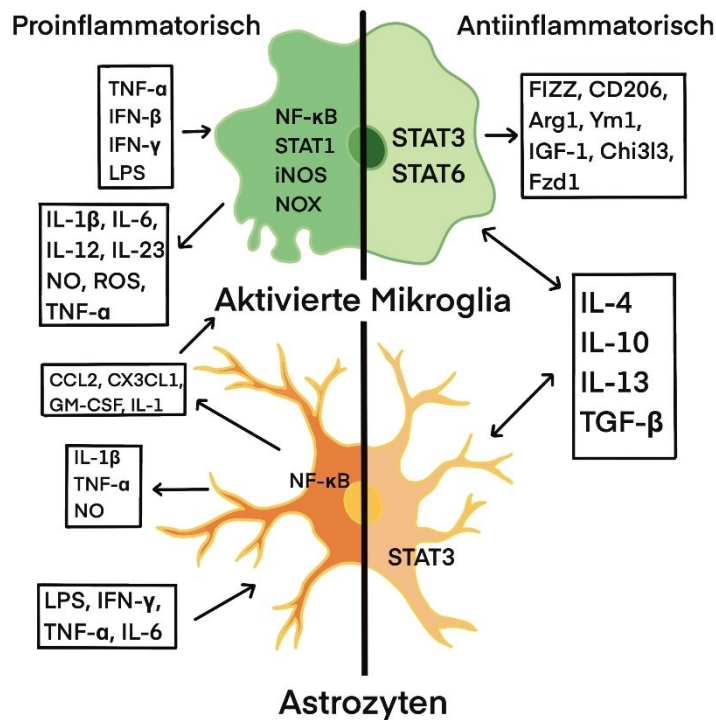 Proinflammatorisch
Antiinflammatorisch
TNF-α
IFN-β
IFN-γ
LPS
NF-κB
STAT1
iNOS
NOX
STAT3
STAT6
FIZZ, CD206,
Arg1, Ym1,
IGF-1, Chi3l3,
Fzd1
IL-1β, IL-6,
IL-12, IL-23
NO, ROS,
TNF-α
Aktivierte Mikroglia
IL-4
IL-10
IL-13
TGF-β
CCL2, CX3CL1,
GM-CSF, IL-1
IL-1β
TNF-α
NO
NF-κB
STAT3
LPS, IFN-γ,
TNF-α, IL-6
Astrozyten